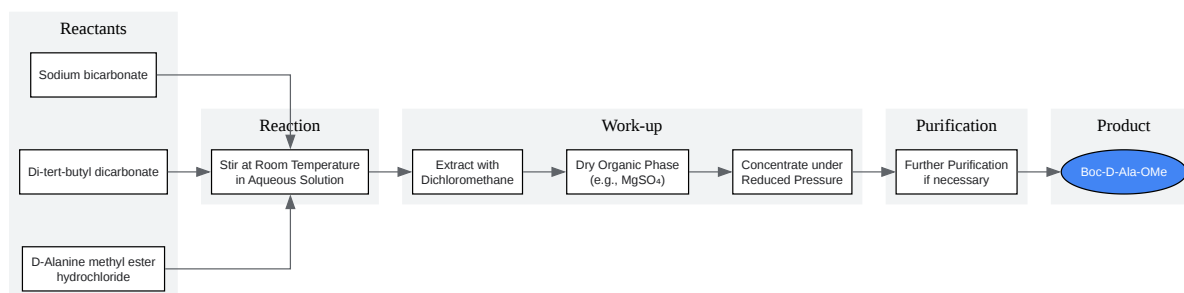 Reactants
Sodium bicarbonate
Di-tert-butyl dicarbonate
D-Alanine methyl ester
hydrochloride
Reaction
Stir at Room Temperature
in Aqueous Solution
Work-up
Extract with
Dichloromethane
Dry Organic Phase
(e.g., MgSO₄)
Concentrate under
Reduced Pressure
Purification
Further Purification
if necessary
Product
Boc-D-Ala-OMe